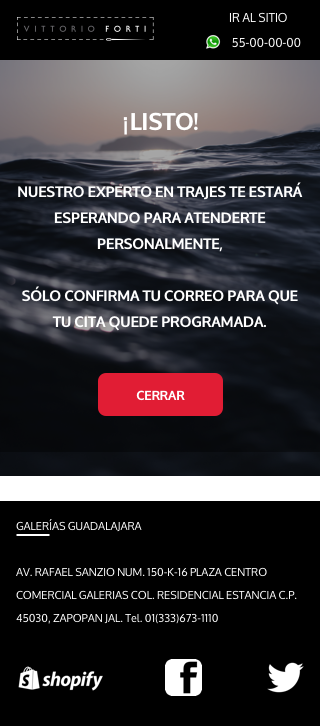 VITTORIO FORTI
IR AL SITIO
55-00-00-00
¡LISTO!
NUESTRO EXPERTO EN TRAJES TE ESTARÁ
ESPERANDO PARA ATENDERTE
PERSONALMENTE,
SÓLO CONFIRMA TU CORREO PARA QUE
TU CITA QUEDE PROGRAMADA.
CERRAR
GALERÍAS GUADALAJARA
AV. RAFAEL SANZIO NUM. 150-K-16 PLAZA CENTRO
COMERCIAL GALERIAS COL. RESIDENCIAL ESTANCIA C.P.
45030, ZAPOPAN JAL. Tel. 01(333)673-1110
shopify